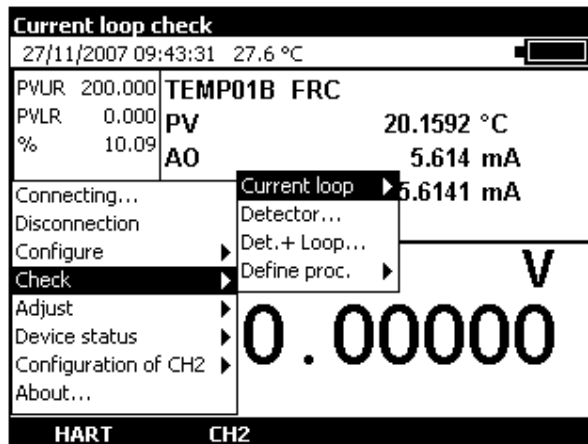 Current loop check
27/11/2007 09:43:31 27.6 °C
PVUR 200.000
PVLR 0.000
% 10.09
TEMP01B FRC
PV 20.1592 °C
AO 5.614 mA
5.6141 mA
Connecting...
Disconnection
Configure
Check
Adjust
Device status
Configuration of CH2
About...
Current loop
Detector...
Det.+ Loop...
Define proc.
V
0.00000
HART CH2